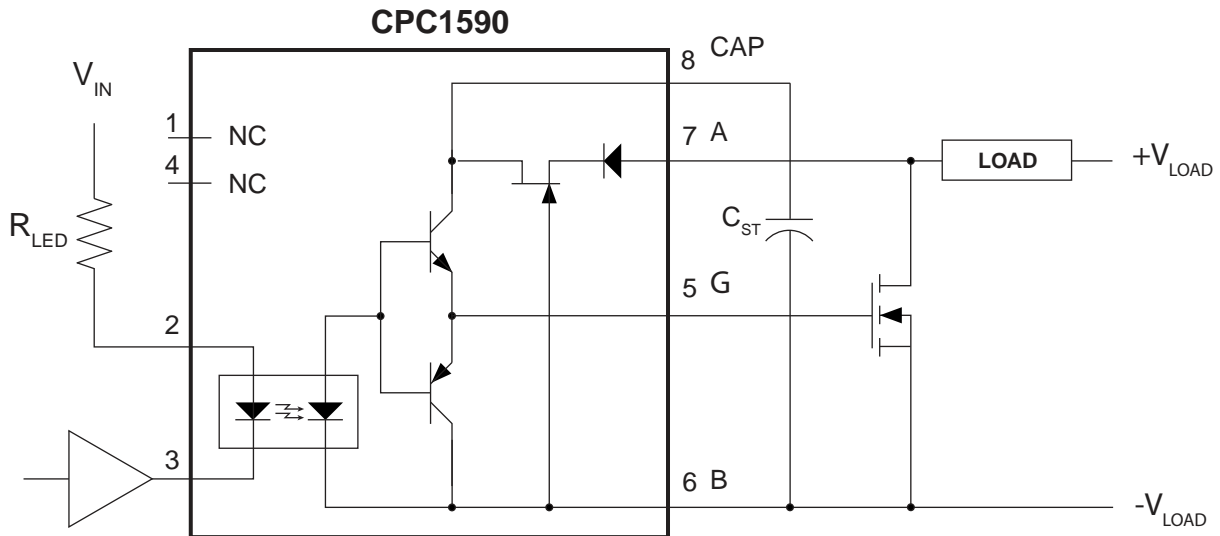 CPC1590
8 CAP
V_IN
1 NC
7 A
4 NC
LOAD
+V_LOAD
R_LED
C_ST
5 G
2
3
6 B
-V_LOAD